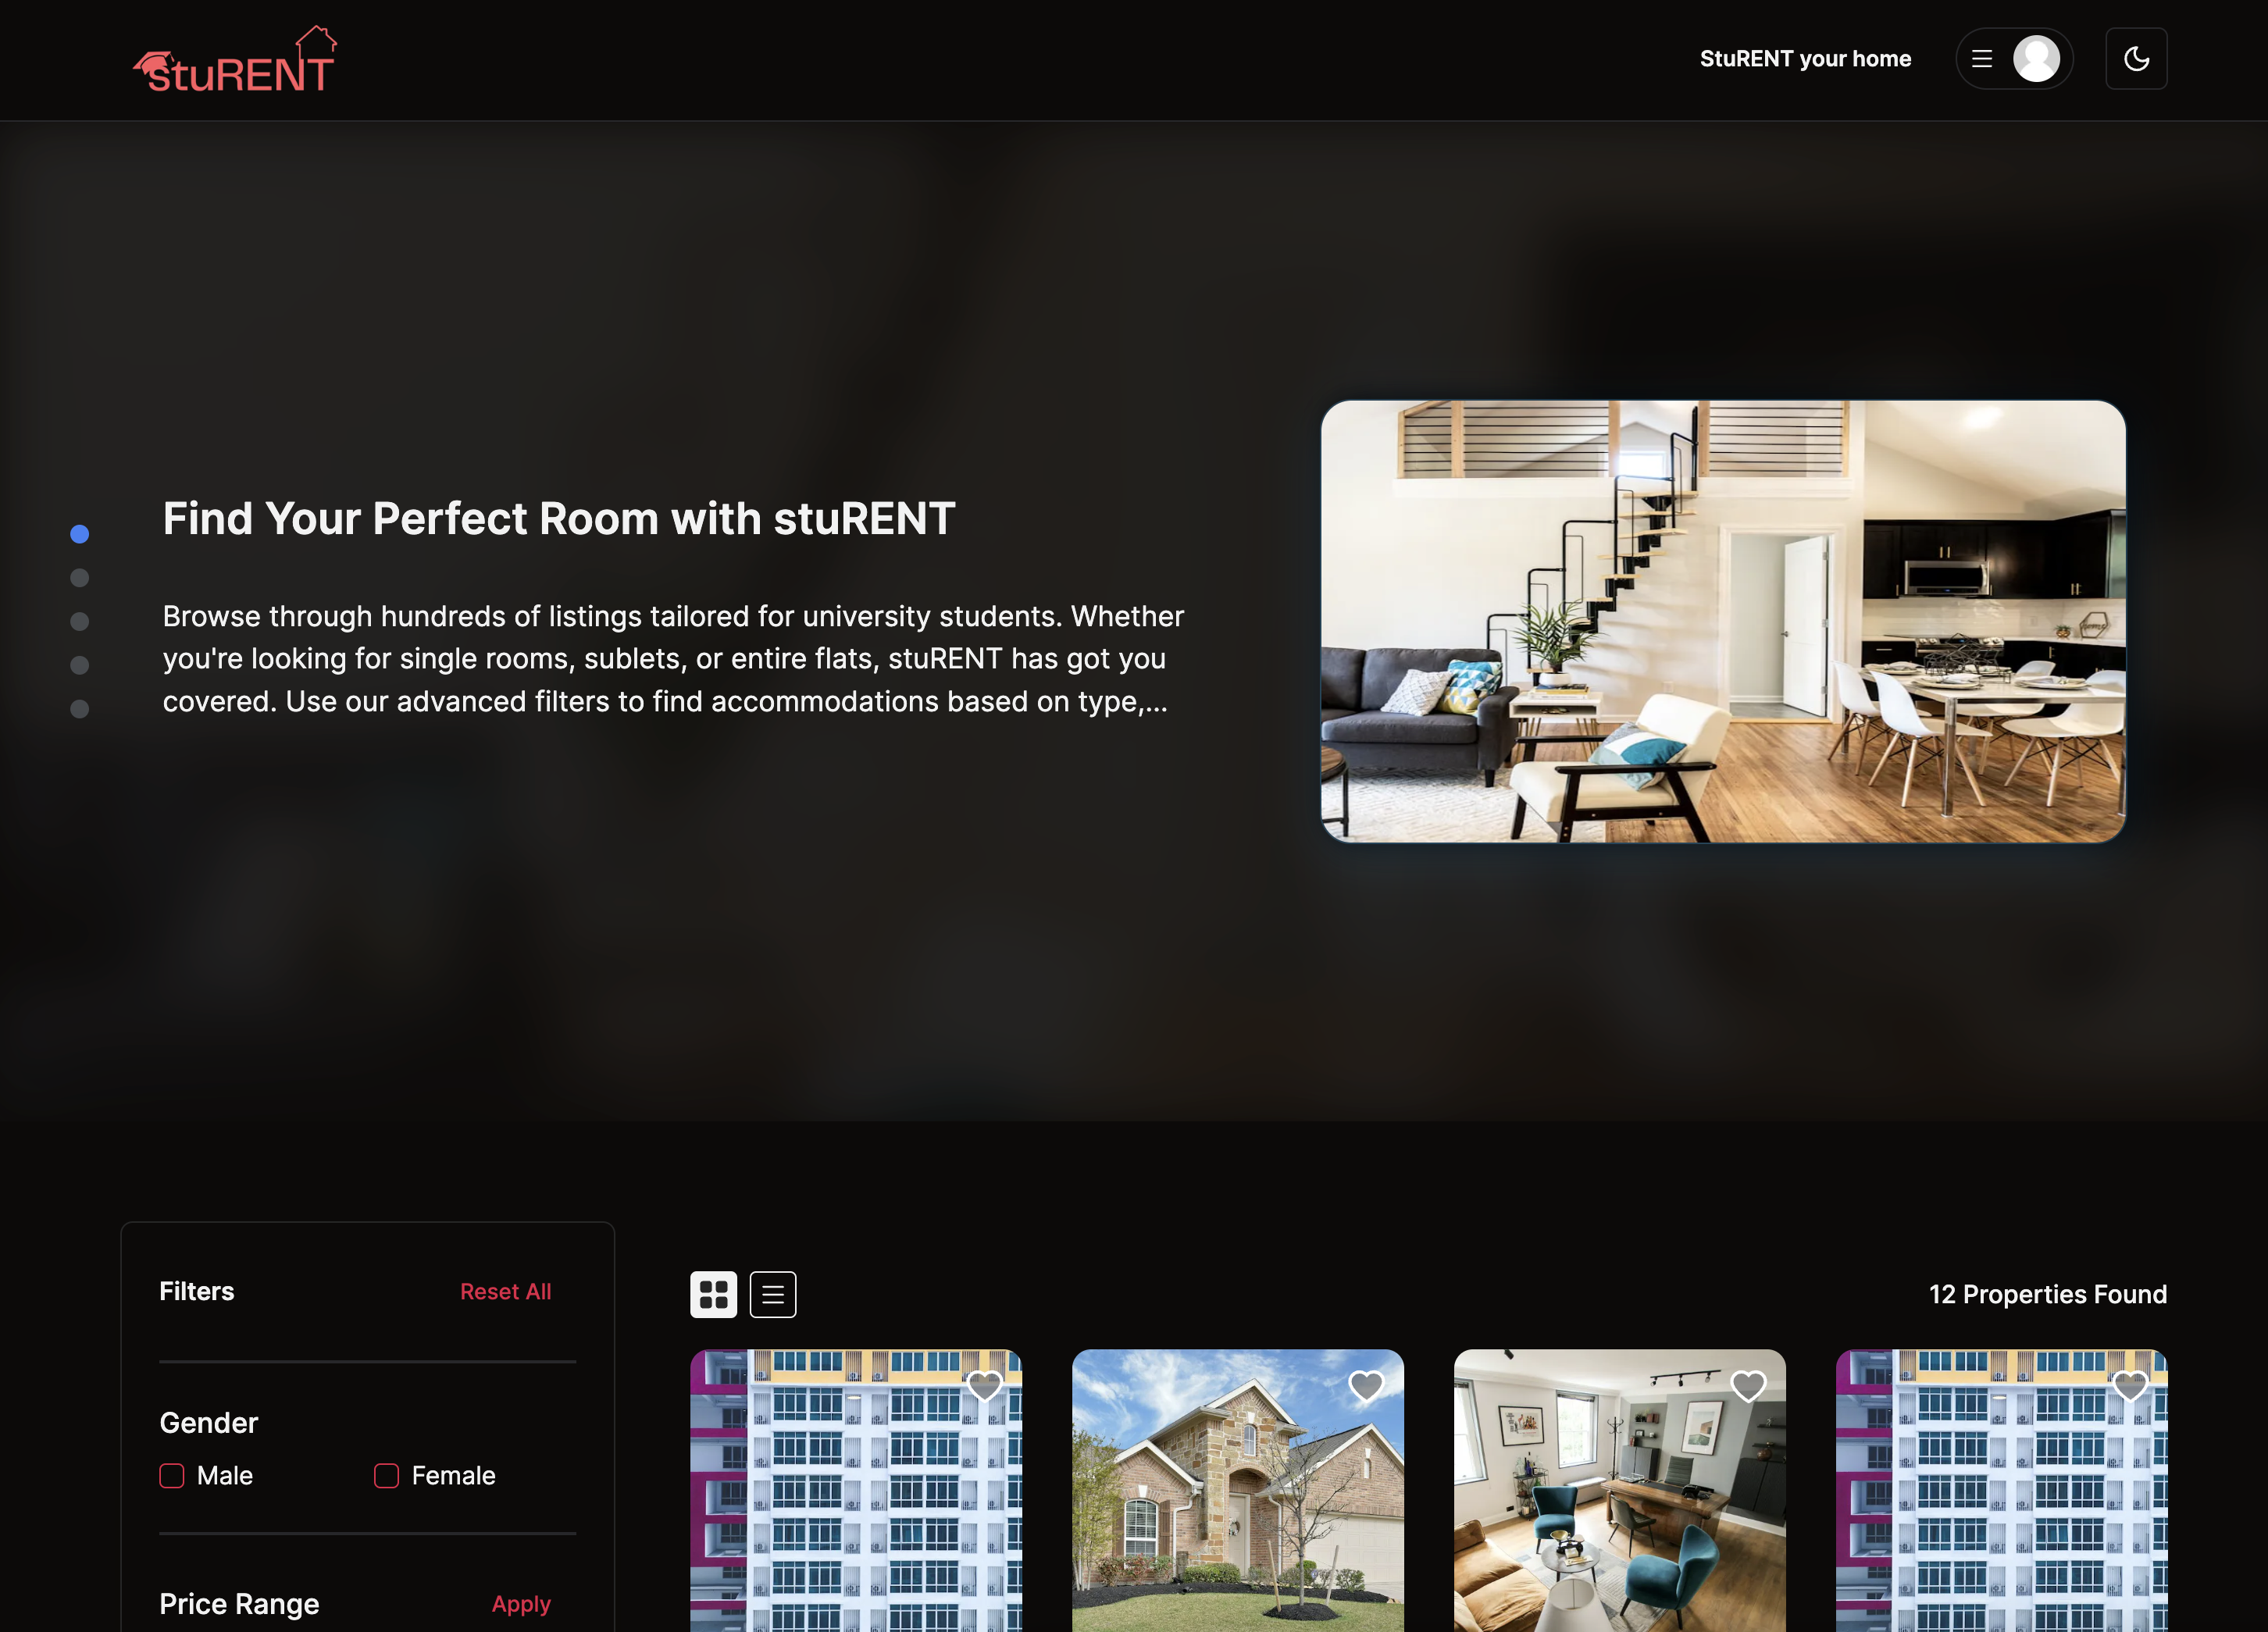 stuRENT
StuRENT your home
Find Your Perfect Room with stuRENT
Browse through hundreds of listings tailored for university students. Whether
you're looking for single rooms, sublets, or entire flats, stuRENT has got you
covered. Use our advanced filters to find accommodations based on type,...
Filters
Reset All
12 Properties Found
Gender
Male
Female
Price Range
Apply